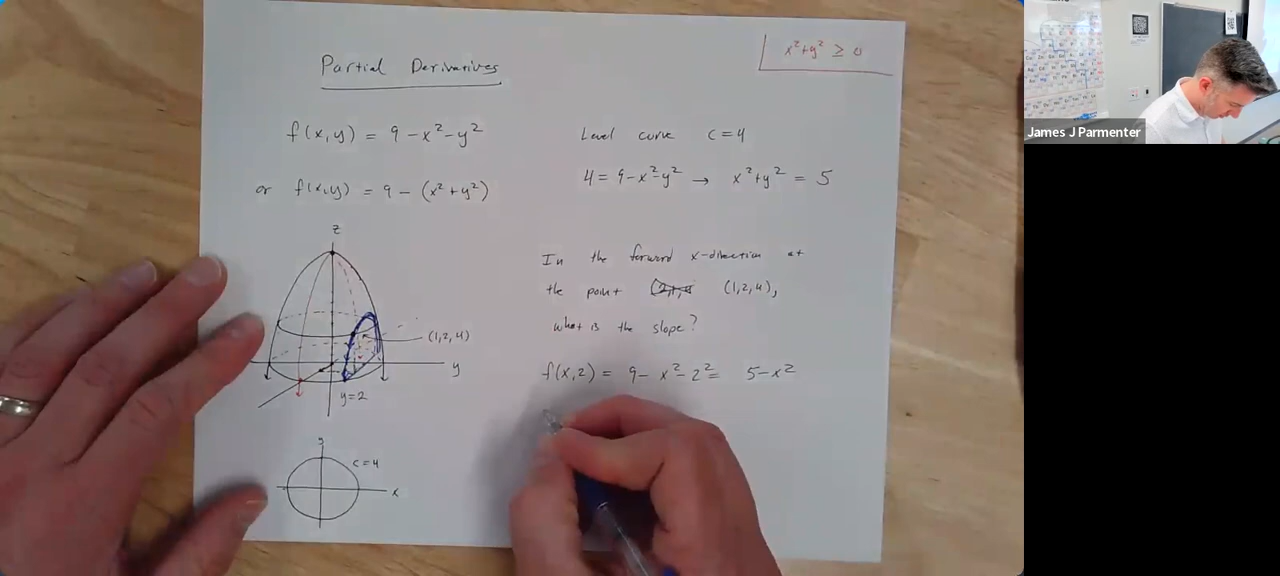 Partial Derivatives
x²+y² ≥ 0
f(x,y) = 9-x²-y²
or f(x,y) = 9 - (x²+y²)
Level curve c=4
4 = 9-x²-y² → x²+y² = 5
z
(1,2,4)
y
y=2
In the forward x-direction at
the point (1,2,4),
what is the slope?
f(x,2) = 9- x²-2² = 5-x²
y
c=4
x
James J Parmenter